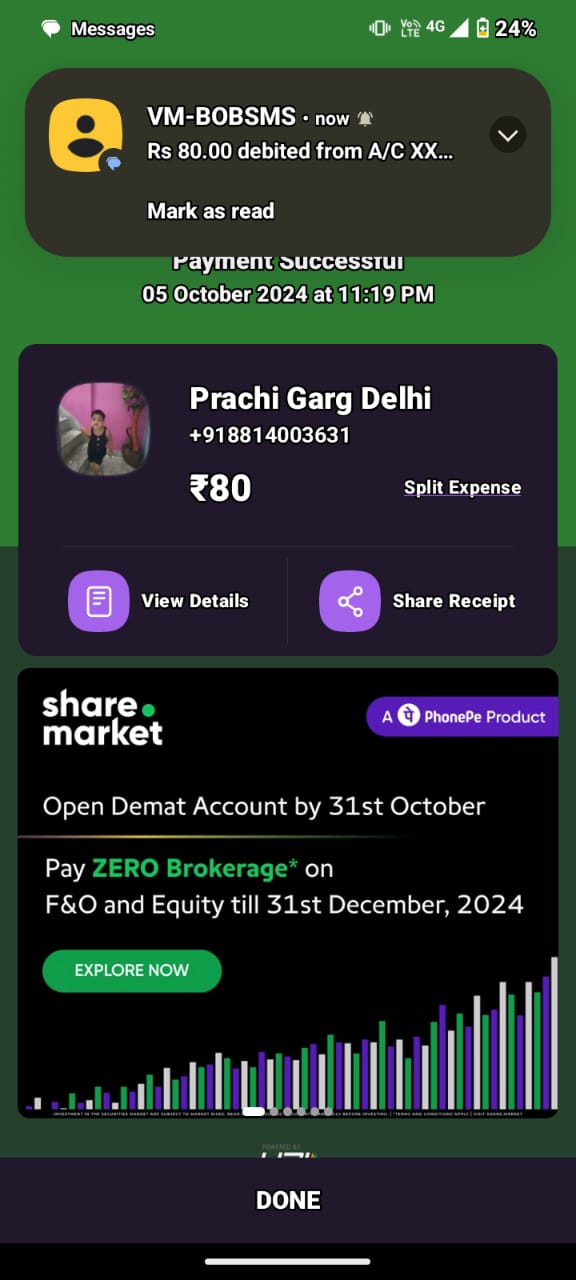 Messages
Vo) LTE 4G 24%
VM-BOBSMS • now
Rs 80.00 debited from A/C XX...
Mark as read
Payment Successful
05 October 2024 at 11:19 PM
Prachi Garg Delhi
+918814003631
₹80
Split Expense
View Details
Share Receipt
share.
market
A पे PhonePe Product
Open Demat Account by 31st October
Pay ZERO Brokerage* on
F&O and Equity till 31st December, 2024
EXPLORE NOW
INVESTMENT IN THE SECURITIES MARKET ARE SUBJECT TO MARKET RISKS, READ BEFORE INVESTING. | *TERMS AND CONDITIONS APPLY | VISIT SHARE.MARKET
POWERED BY
DONE